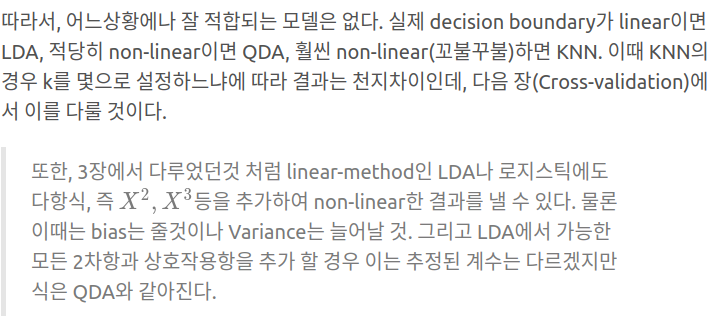 따라서, 어느상황에나 잘 적합되는 모델은 없다. 실제 decision boundary가 linear이면
LDA, 적당히 non-linear이면 QDA, 훨씬 non-linear(꼬불꾸불)하면 KNN. 이때 KNN의
경우 k를 몇으로 설정하느냐에 따라 결과는 천지차이인데, 다음 장(Cross-validation)에
서 이를 다룰 것이다.
또한, 3장에서 다루었던것 처럼 linear-method인 LDA나 로지스틱에도
다항식, 즉 X², X³등을 추가하여 non-linear한 결과를 낼 수 있다. 물론
이때는 bias는 줄것이나 Variance는 늘어날 것. 그리고 LDA에서 가능한
모든 2차항과 상호작용항을 추가 할 경우 이는 추정된 계수는 다르겠지만
식은 QDA와 같아진다.